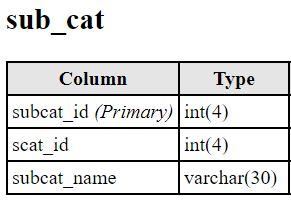 sub_cat
Column Type
subcat_id (Primary) int(4)
scat_id int(4)
subcat_name varchar(30)